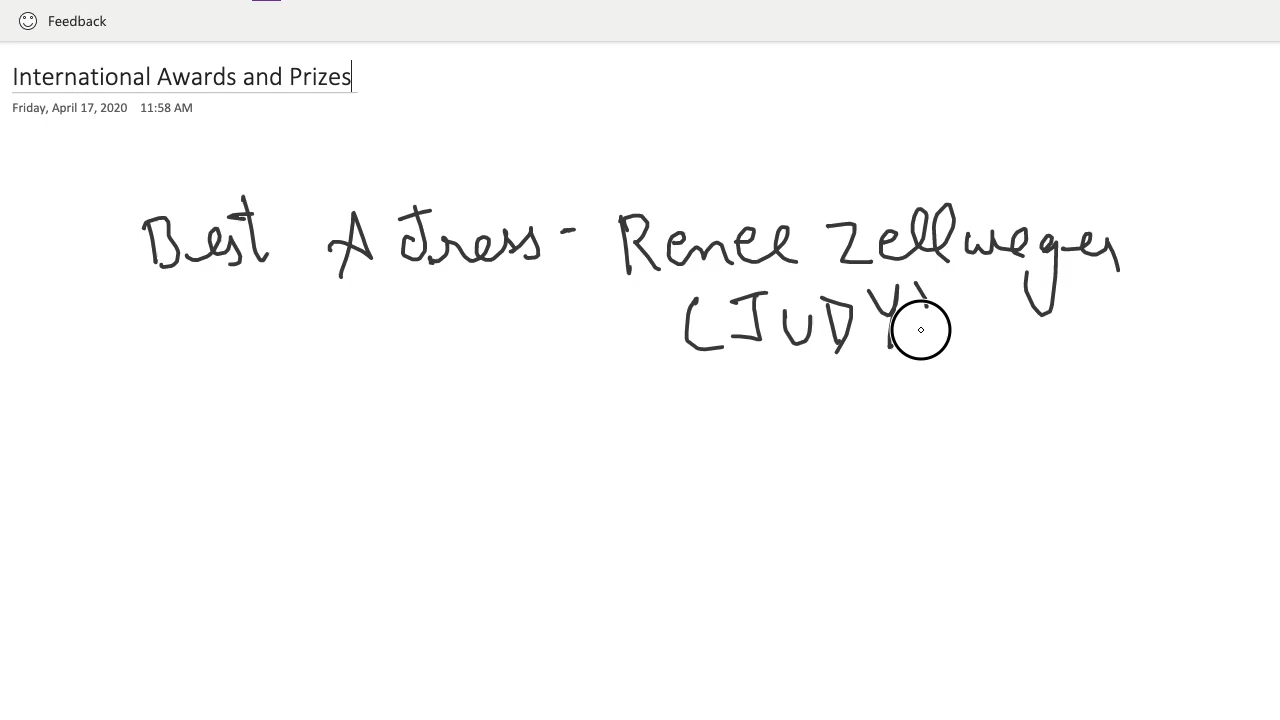 Feedback
International Awards and Prizes
Friday, April 17, 2020 11:58 AM
Best Actress - Renee Zellweger
(JUDY)